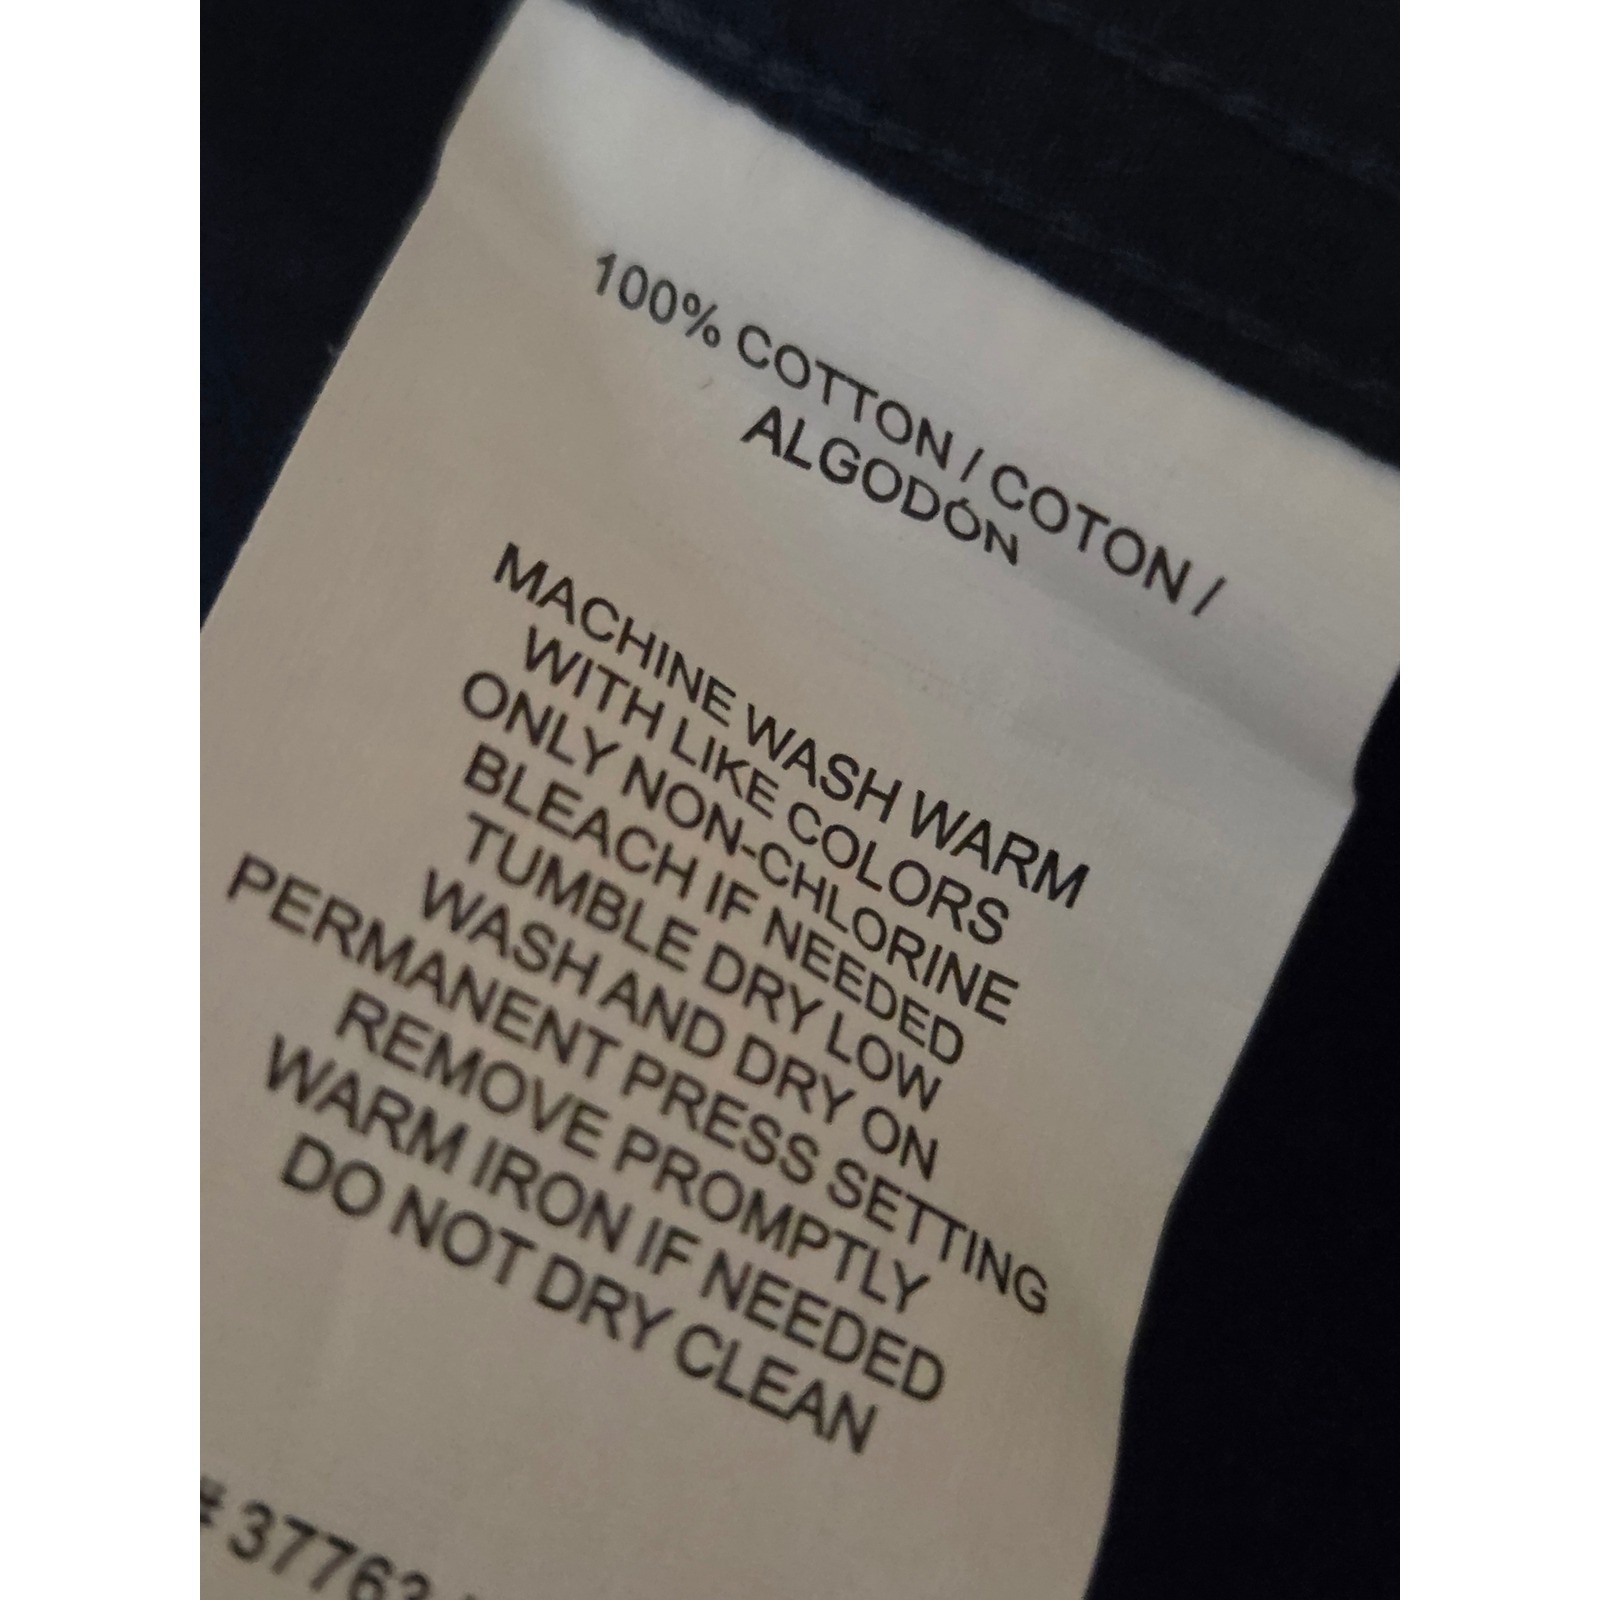 100% COTTON / COTON /
ALGODÓN
MACHINE WASH WARM
WITH LIKE COLORS
ONLY NON-CHLORINE
BLEACH IF NEEDED
TUMBLE DRY LOW
WASH AND DRY ON
PERMANENT PRESS SETTING
REMOVE PROMPTLY
WARM IRON IF NEEDED
DO NOT DRY CLEAN
# 37763